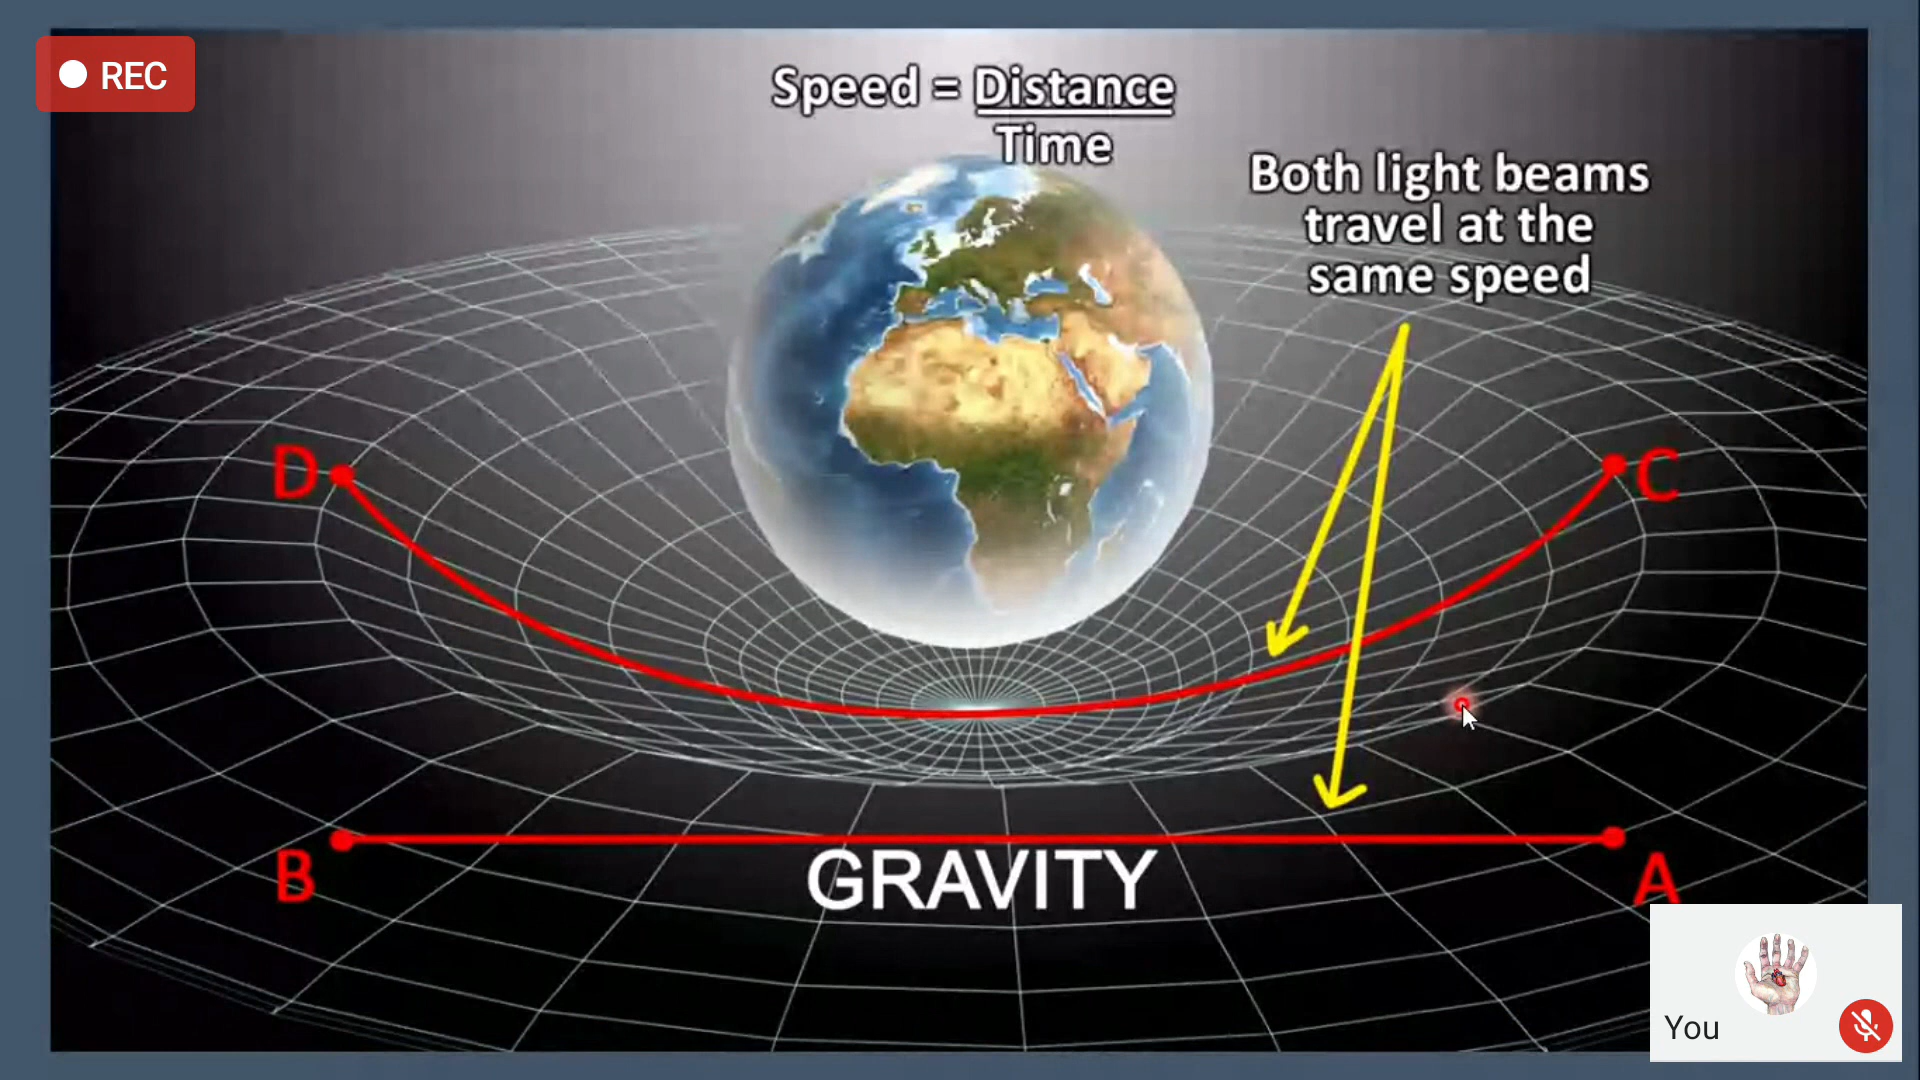 REC
Speed = Distance
Time
Both light beams
travel at the
same speed
D
C
B
GRAVITY
A
You